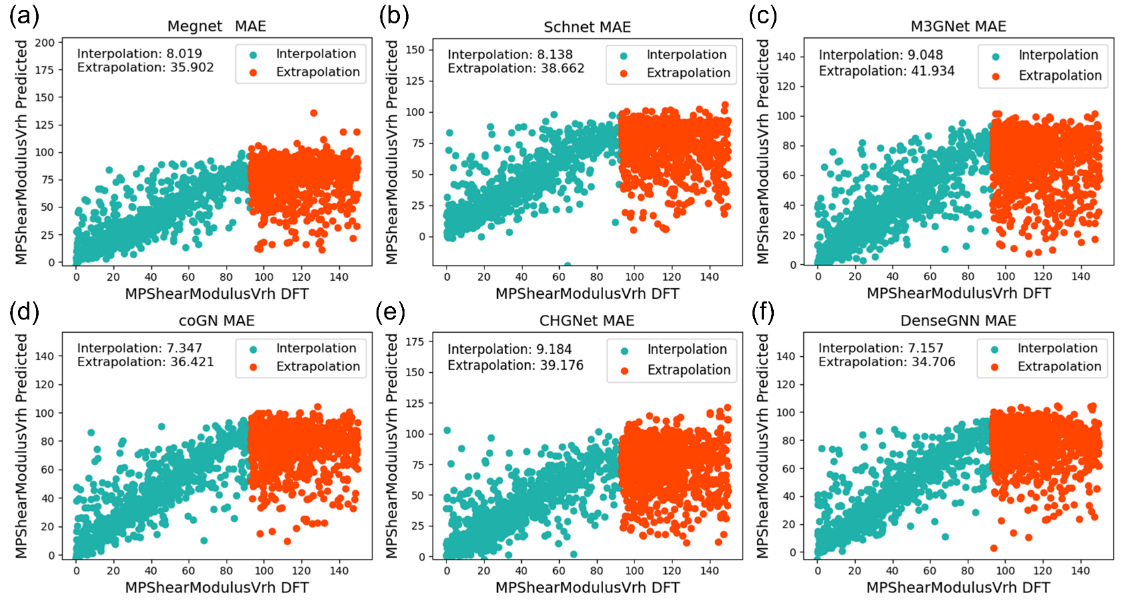 (a)
Megnet MAE
Interpolation: 8.019
Extrapolation: 35.902
Interpolation
Extrapolation
MPShearModulusVrh Predicted
200
175
150
125
100
75
50
25
0
0 20 40 60 80 100 120 140
MPShearModulusVrh DFT
(b)
Schnet MAE
Interpolation: 8.138
Extrapolation: 38.662
Interpolation
Extrapolation
MPShearModulusVrh Predicted
150
125
100
75
50
25
0
0 20 40 60 80 100 120 140
MPShearModulusVrh DFT
(c)
M3GNet MAE
Interpolation: 9.048
Extrapolation: 41.934
Interpolation
Extrapolation
MPShearModulusVrh Predicted
140
120
100
80
60
40
20
0
0 20 40 60 80 100 120 140
MPShearModulusVrh DFT
(d)
coGN MAE
Interpolation: 7.347
Extrapolation: 36.421
Interpolation
Extrapolation
MPShearModulusVrh Predicted
140
120
100
80
60
40
20
0
0 20 40 60 80 100 120 140
MPShearModulusVrh DFT
(e)
CHGNet MAE
Interpolation: 9.184
Extrapolation: 39.176
Interpolation
Extrapolation
MPShearModulusVrh Predicted
175
150
125
100
75
50
25
0
0 20 40 60 80 100 120 140
MPShearModulusVrh DFT
(f)
DenseGNN MAE
Interpolation: 7.157
Extrapolation: 34.706
Interpolation
Extrapolation
MPShearModulusVrh Predicted
140
120
100
80
60
40
20
0
0 20 40 60 80 100 120 140
MPShearModulusVrh DFT